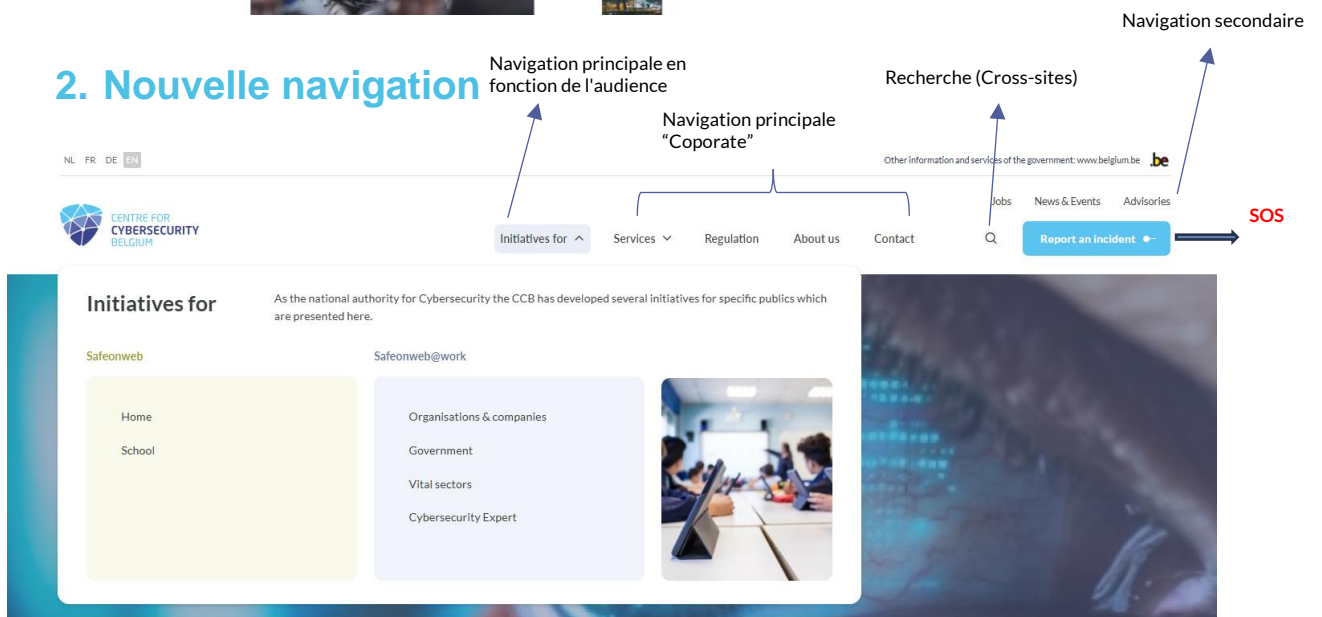 Navigation secondaire
2. Nouvelle navigation
Navigation principale en
fonction de l'audience
Recherche (Cross-sites)
Navigation principale
“Coporate”
NL FR DE EN
Other information and services of the government: www.belgium.be .be
Jobs News & Events Advisories
CENTRE FOR
CYBERSECURITY
BELGIUM
Initiatives for Services Regulation About us Contact Report an incident
SOS
Initiatives for
As the national authority for Cybersecurity the CCB has developed several initiatives for specific publics which
are presented here.
Safeonweb
Safeonweb@work
Home
School
Organisations & companies
Government
Vital sectors
Cybersecurity Expert